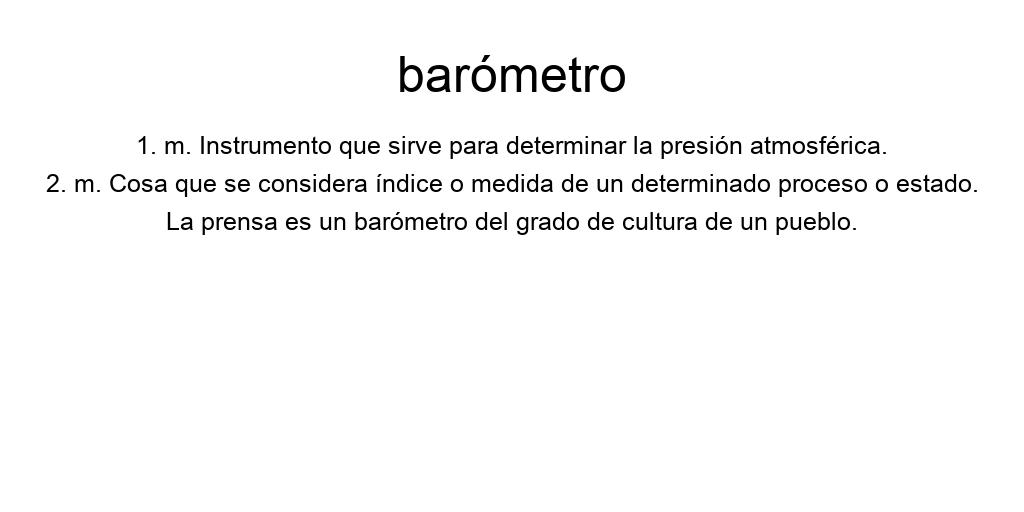 barómetro
1. m. Instrumento que sirve para determinar la presión atmosférica.
2. m. Cosa que se considera índice o medida de un determinado proceso o estado.
La prensa es un barómetro del grado de cultura de un pueblo.